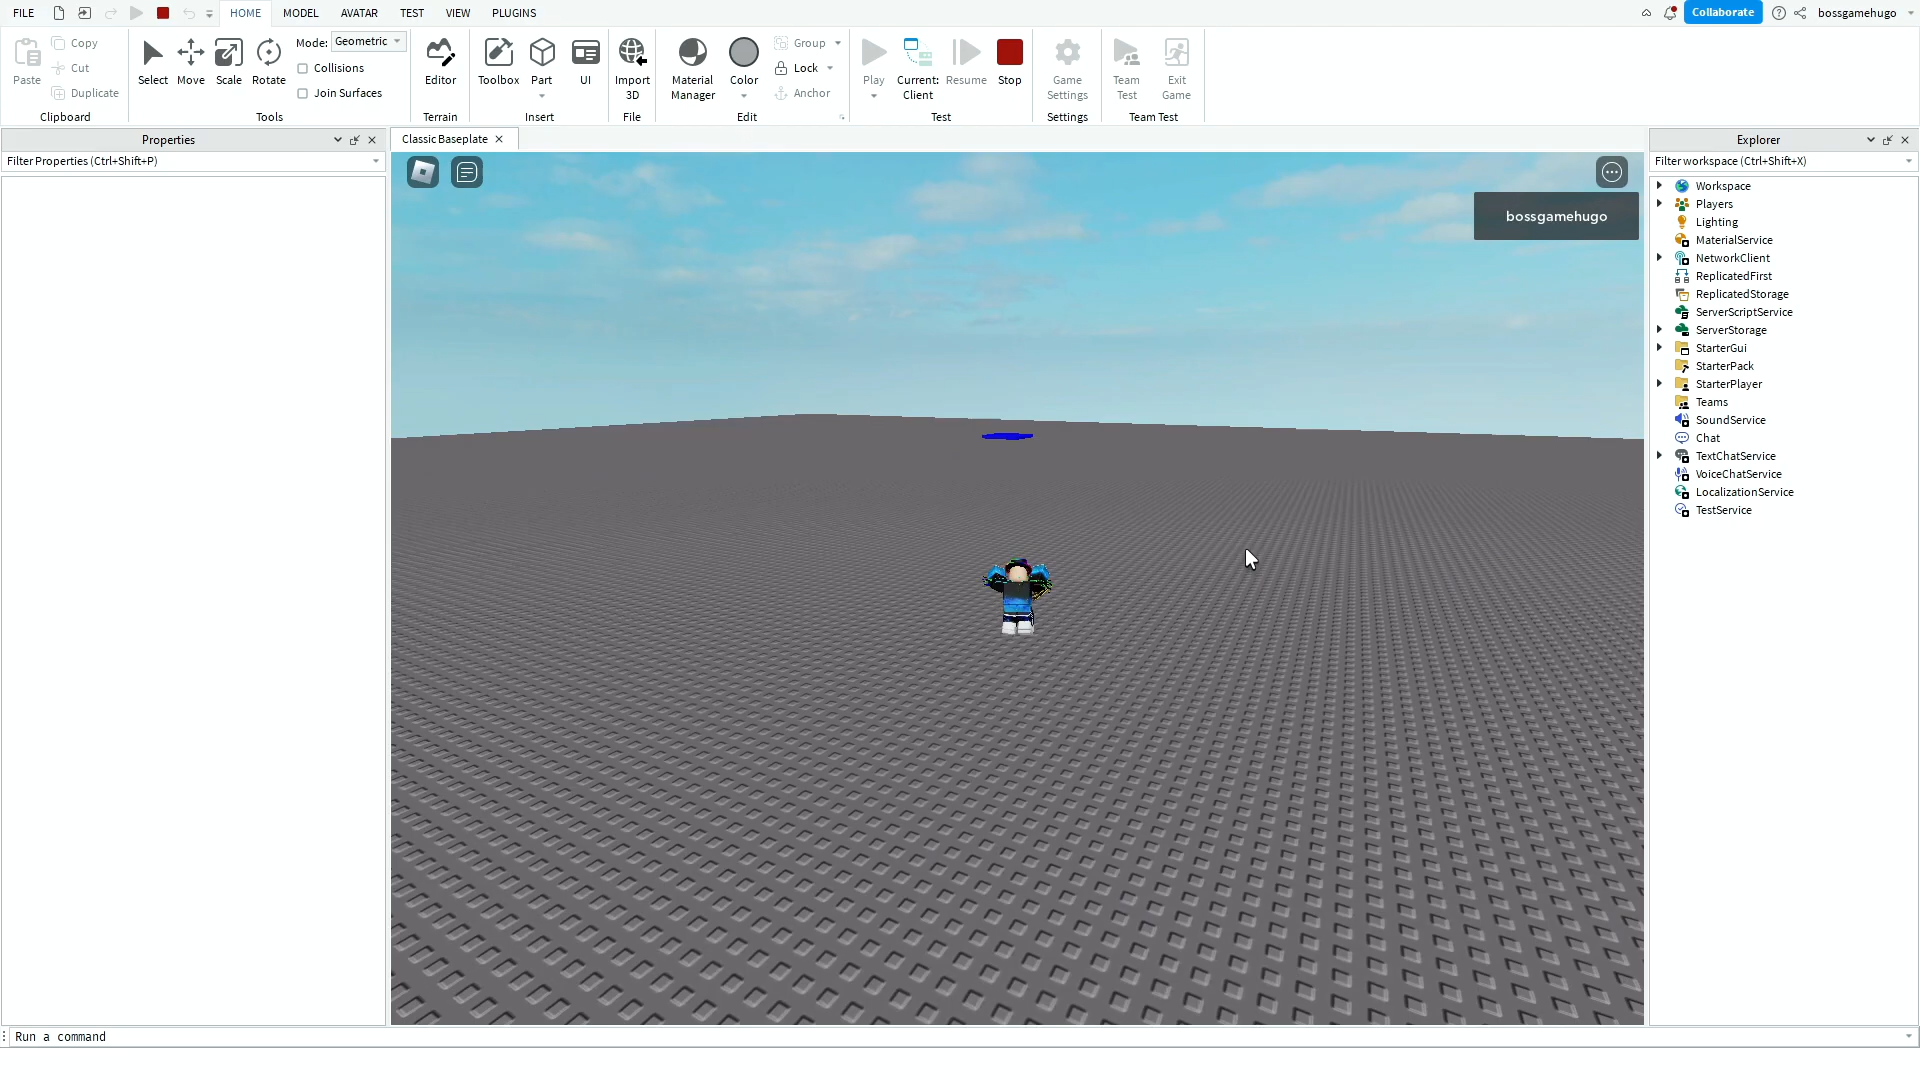 FILE
HOME
MODEL
AVATAR
TEST
VIEW
PLUGINS
Collaborate
bossgamehugo
Paste
Copy
Cut
Duplicate
Clipboard
Select
Move
Scale
Rotate
Mode: Geometric
Collisions
Join Surfaces
Tools
Editor
Terrain
Toolbox
Part
UI
Insert
Import
3D
File
Material
Manager
Color
Group
Lock
Anchor
Edit
Play
Current:
Client
Resume
Stop
Test
Game
Settings
Settings
Team
Test
Exit
Game
Team Test
Properties
Filter Properties (Ctrl+Shift+P)
Classic Baseplate
bossgamehugo
Explorer
Filter workspace (Ctrl+Shift+X)
Workspace
Players
Lighting
MaterialService
NetworkClient
ReplicatedFirst
ReplicatedStorage
ServerScriptService
ServerStorage
StarterGui
StarterPack
StarterPlayer
Teams
SoundService
Chat
TextChatService
VoiceChatService
LocalizationService
TestService
Run a command